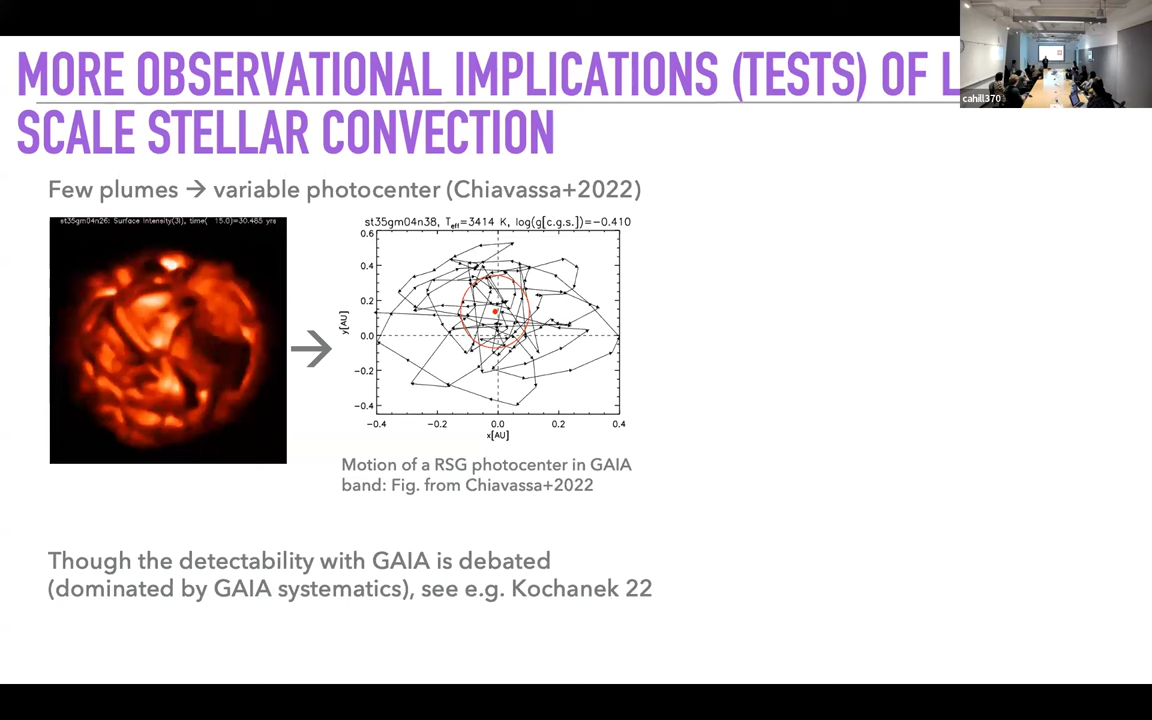 MORE OBSERVATIONAL IMPLICATIONS (TESTS) OF L
SCALE STELLAR CONVECTION
cahill370
Few plumes → variable photocenter (Chiavassa+2022)
st35gm04n26: Surface Intensity(3l), time( 15.0)=30.485 yrs
st35gm04n38, Teff=3414 K, log(g[c.g.s.])=−0.410
0.6
0.4
0.2
0.0
−0.2
−0.4
y[AU]
−0.4 −0.2 0.0 0.2 0.4
x[AU]
Motion of a RSG photocenter in GAIA
band: Fig. from Chiavassa+2022
Though the detectability with GAIA is debated
(dominated by GAIA systematics), see e.g. Kochanek 22